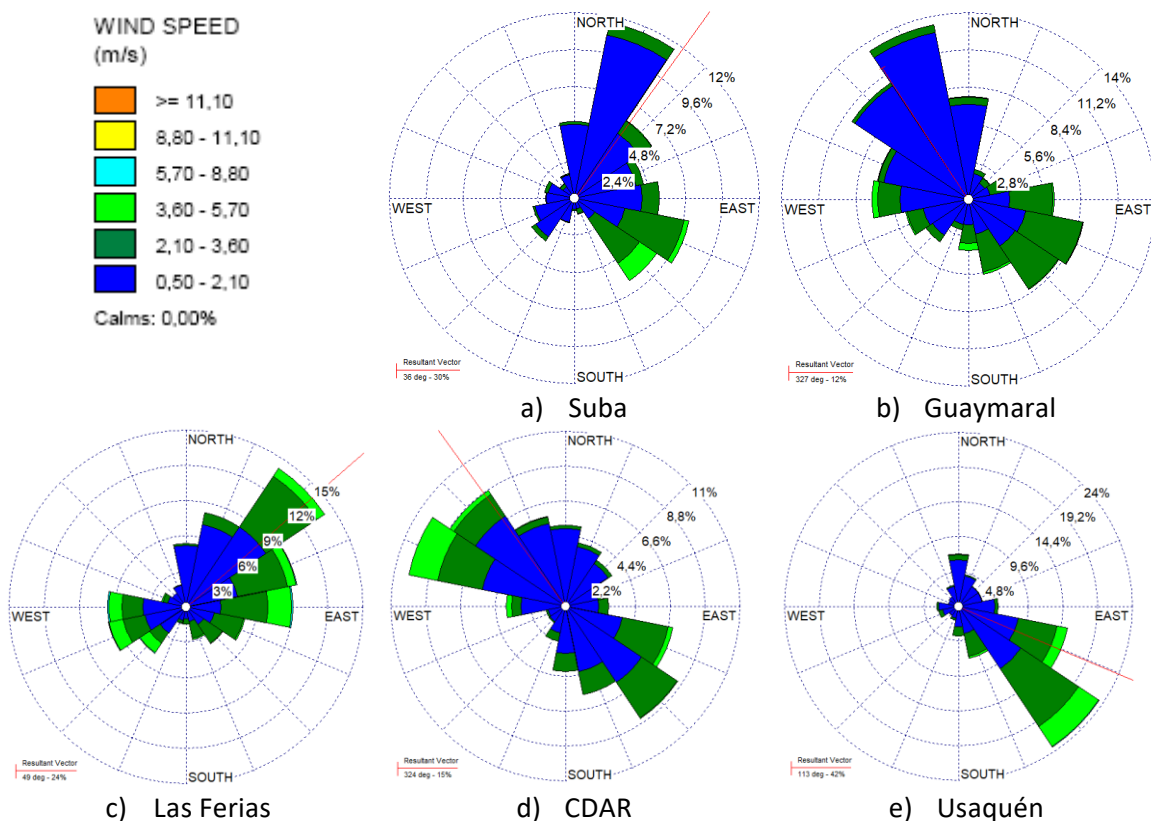 WIND SPEED
(m/s)
>= 11,10
8,80 - 11,10
5,70 - 8,80
3,60 - 5,70
2,10 - 3,60
0,50 - 2,10
Calms: 0,00%
NORTH
12%
9,6%
7,2%
4,8%
2,4%
WEST
EAST
SOUTH
Resultant Vector
36 deg - 30%
a) Suba
NORTH
14%
11,2%
8,4%
5,6%
2,8%
WEST
EAST
SOUTH
Resultant Vector
327 deg - 12%
b) Guaymaral
NORTH
15%
12%
9%
6%
3%
WEST
EAST
SOUTH
Resultant Vector
49 deg - 24%
c) Las Ferias
NORTH
11%
8,8%
6,6%
4,4%
2,2%
WEST
EAST
SOUTH
Resultant Vector
324 deg - 15%
d) CDAR
NORTH
24%
19,2%
14,4%
9,6%
4,8%
WEST
EAST
SOUTH
Resultant Vector
113 deg - 42%
e) Usaquén